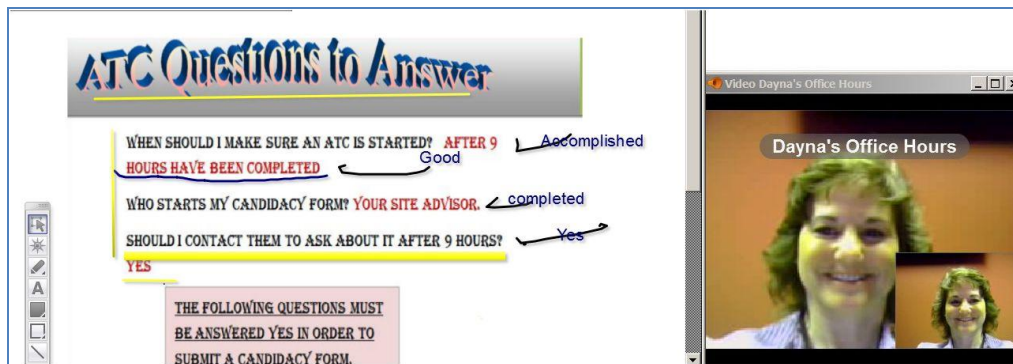 ATC Questions to Answer
WHEN SHOULD I MAKE SURE AN ATC IS STARTED? AFTER 9 Accomplished
HOURS HAVE BEEN COMPLETED Good
WHO STARTS MY CANDIDACY FORM? YOUR SITE ADVISOR. completed
SHOULD I CONTACT THEM TO ASK ABOUT IT AFTER 9 HOURS? Yes
YES
THE FOLLOWING QUESTIONS MUST
BE ANSWERED YES IN ORDER TO
SUBMIT A CANDIDACY FORM.
A
Video Dayna's Office Hours
Dayna's Office Hours